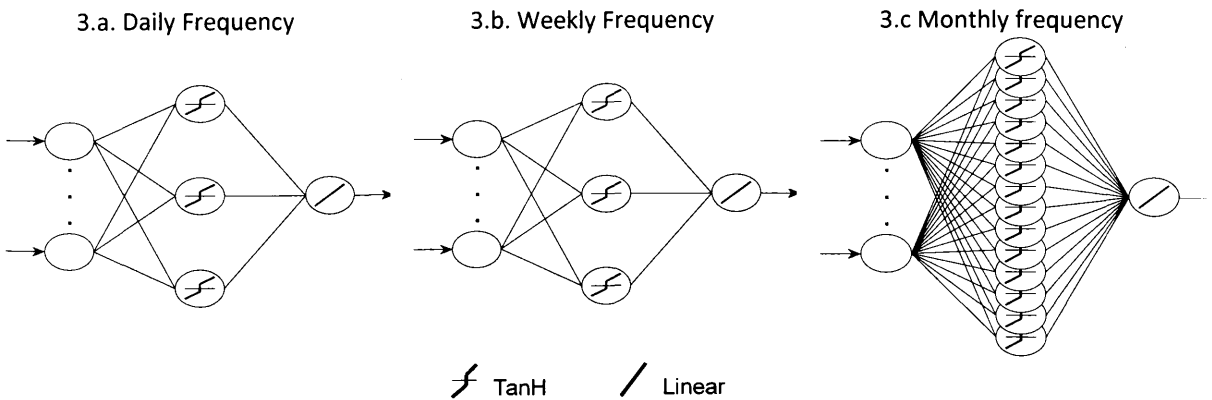 3.a. Daily Frequency
3.b. Weekly Frequency
3.c Monthly frequency
TanH
Linear